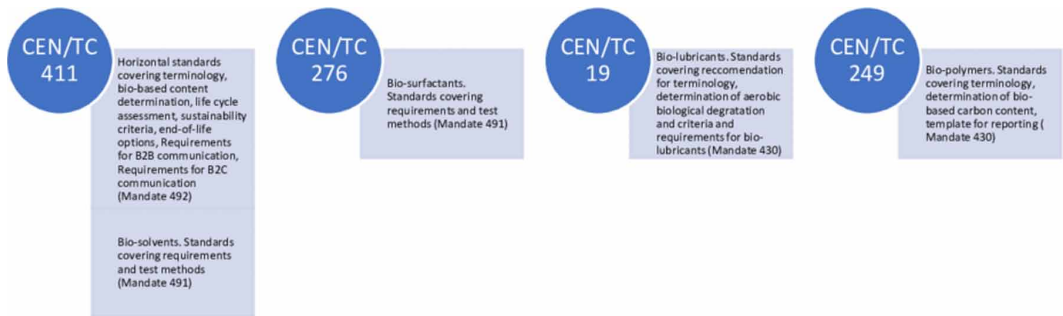 CEN/TC
411
Horizontal standards
covering terminology,
bio-based content
determination, life cycle
assessment, sustainability
criteria, end-of-life
options, Requirements
for B2B communication,
Requirements for B2C
communication
(Mandate 492)
Bio-solvents. Standards
covering requirements
and test methods
(Mandate 491)
CEN/TC
276
Bio-surfactants.
Standards covering
requirements and test
methods (Mandate 491)
CEN/TC
19
Bio-lubricants. Standards
covering reccomendation
for terminology,
determination of aerobic
biological degratation
and criteria and
requirements for bio-
lubricants (Mandate 430)
CEN/TC
249
Bio-polymers. Standards
covering terminology,
determination of bio-
based carbon content,
template for reporting (
Mandate 430)